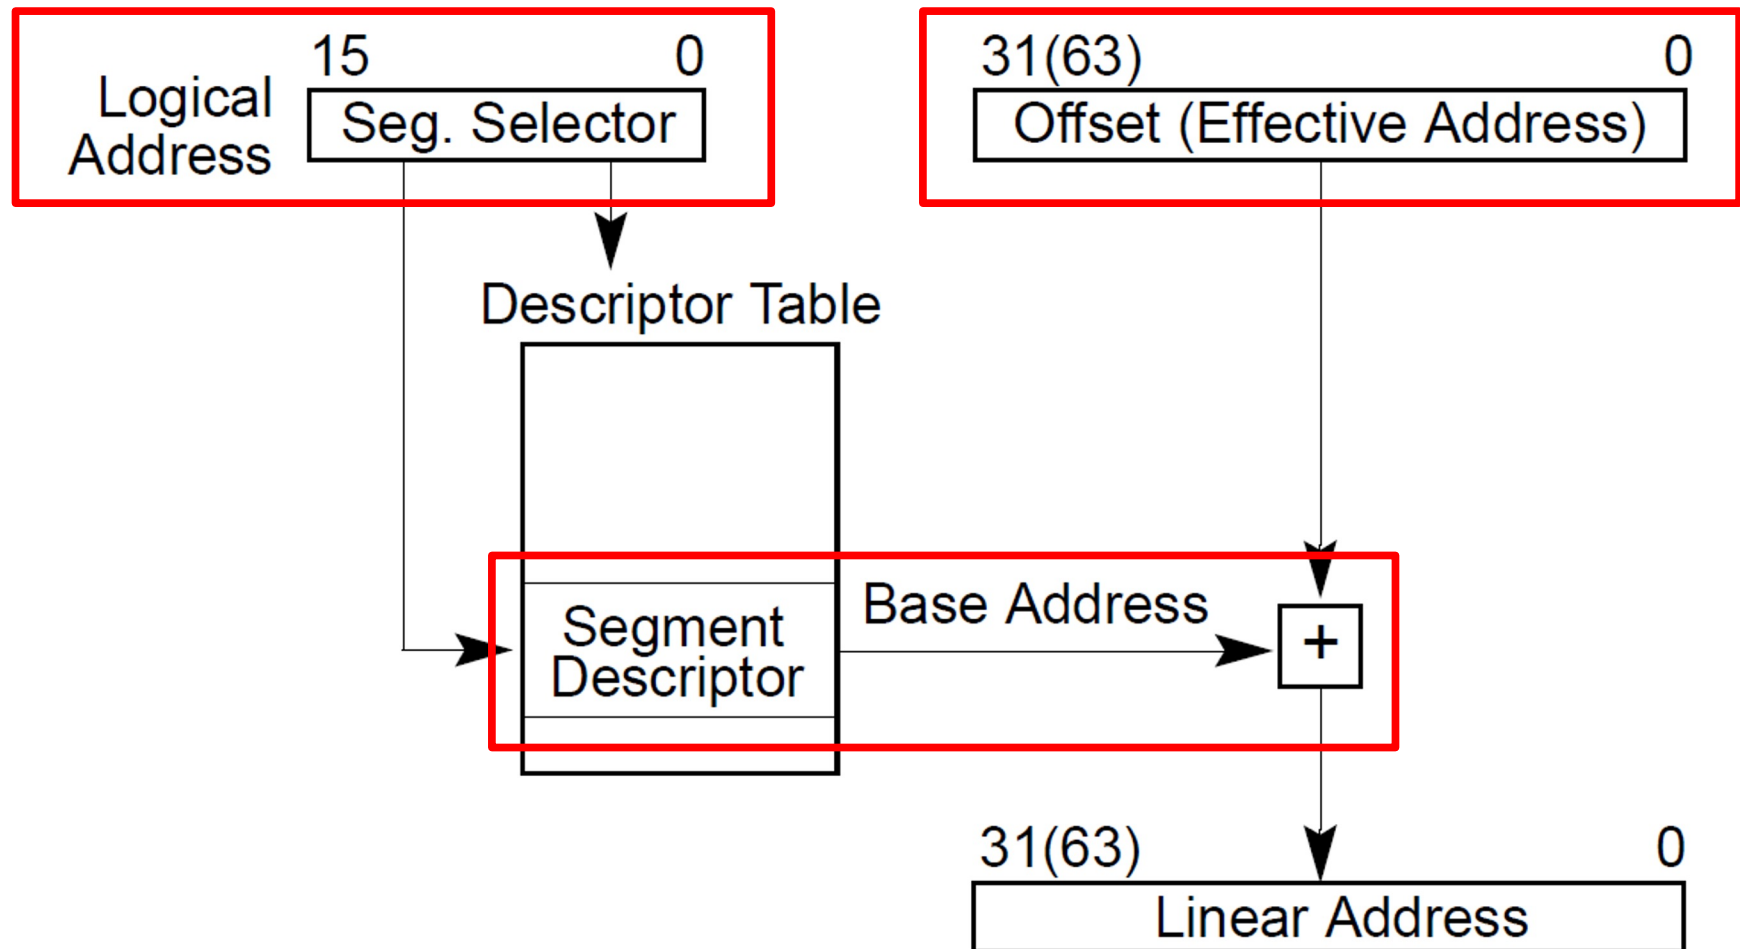 15 0
31(63) 0
Logical
Address
Seg. Selector
Offset (Effective Address)
Descriptor Table
Base Address
Segment
Descriptor
+
31(63) 0
Linear Address